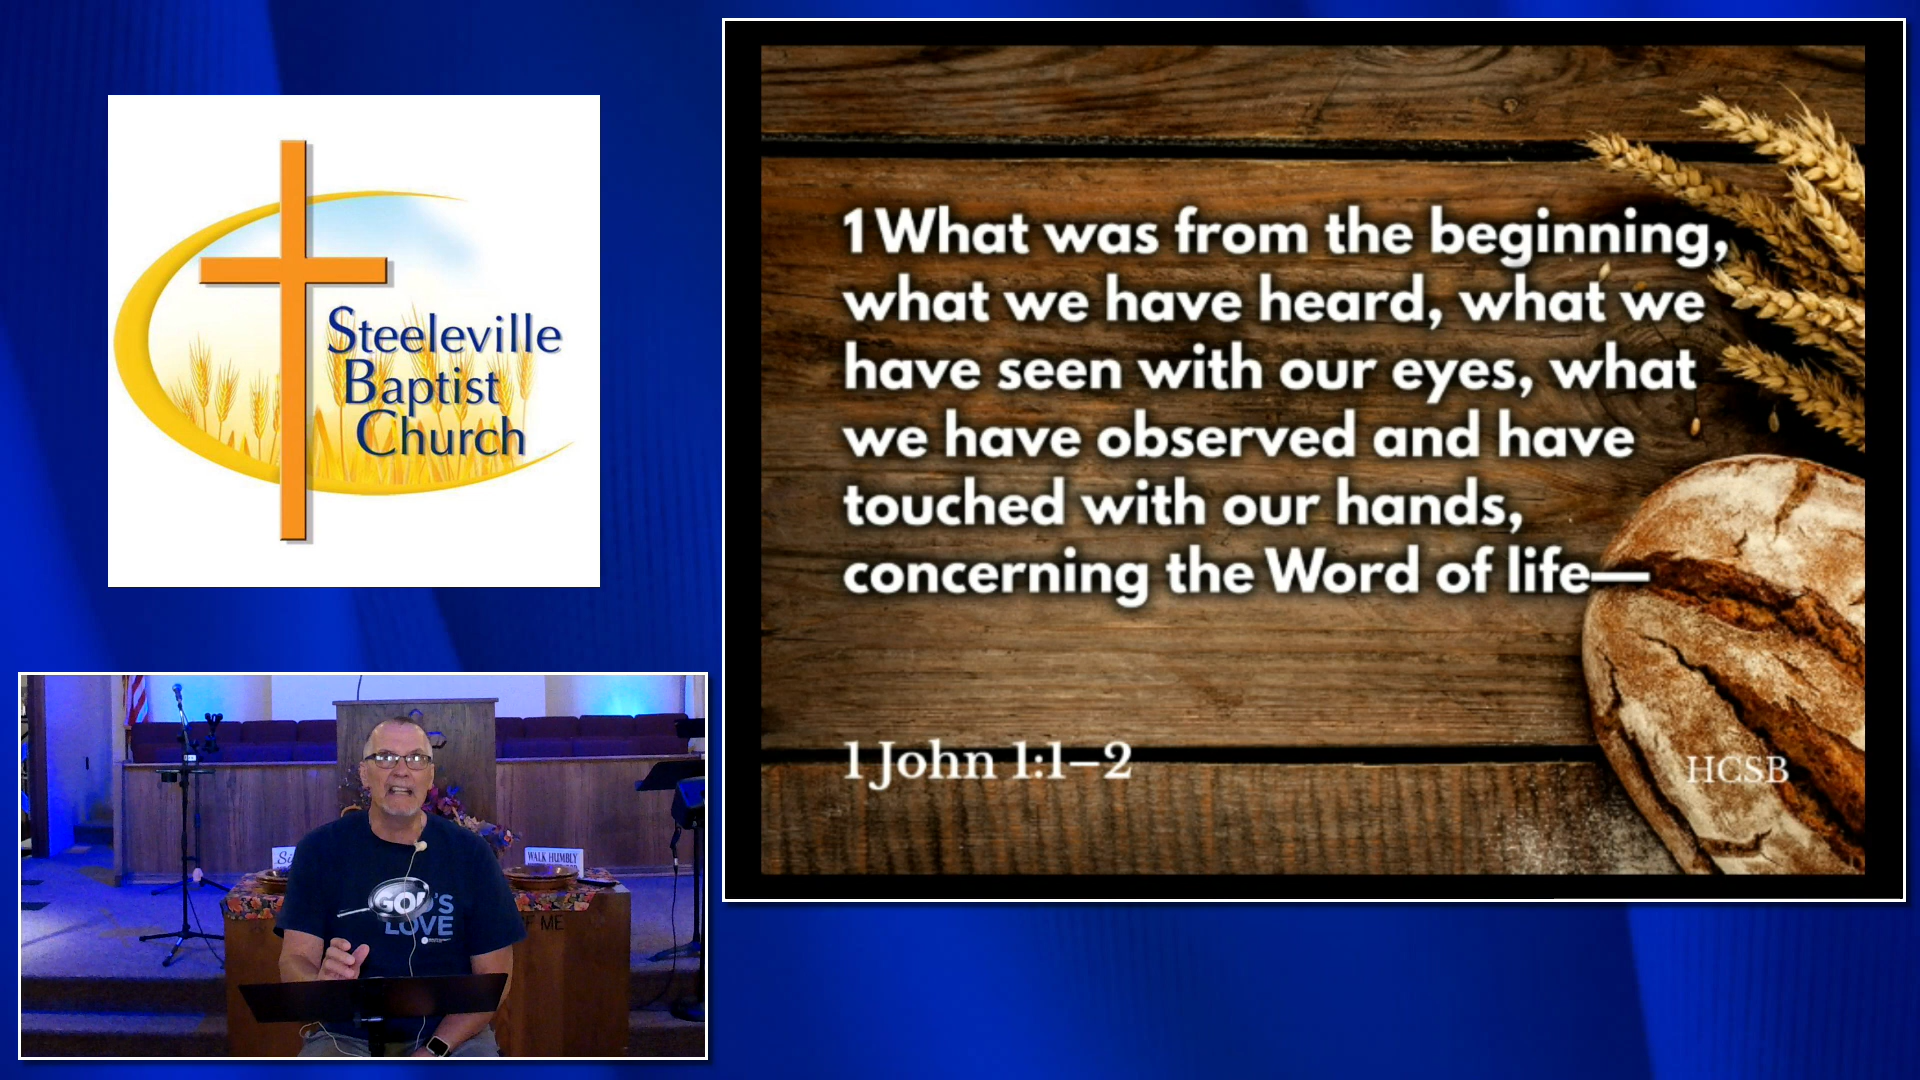 Steeleville
Baptist
Church
1 What was from the beginning,
what we have heard, what we
have seen with our eyes, what
we have observed and have
touched with our hands,
concerning the Word of life—
1 John 1:1–2
HCSB
WALK HUMBLY
GOD'S
LOVE
ME